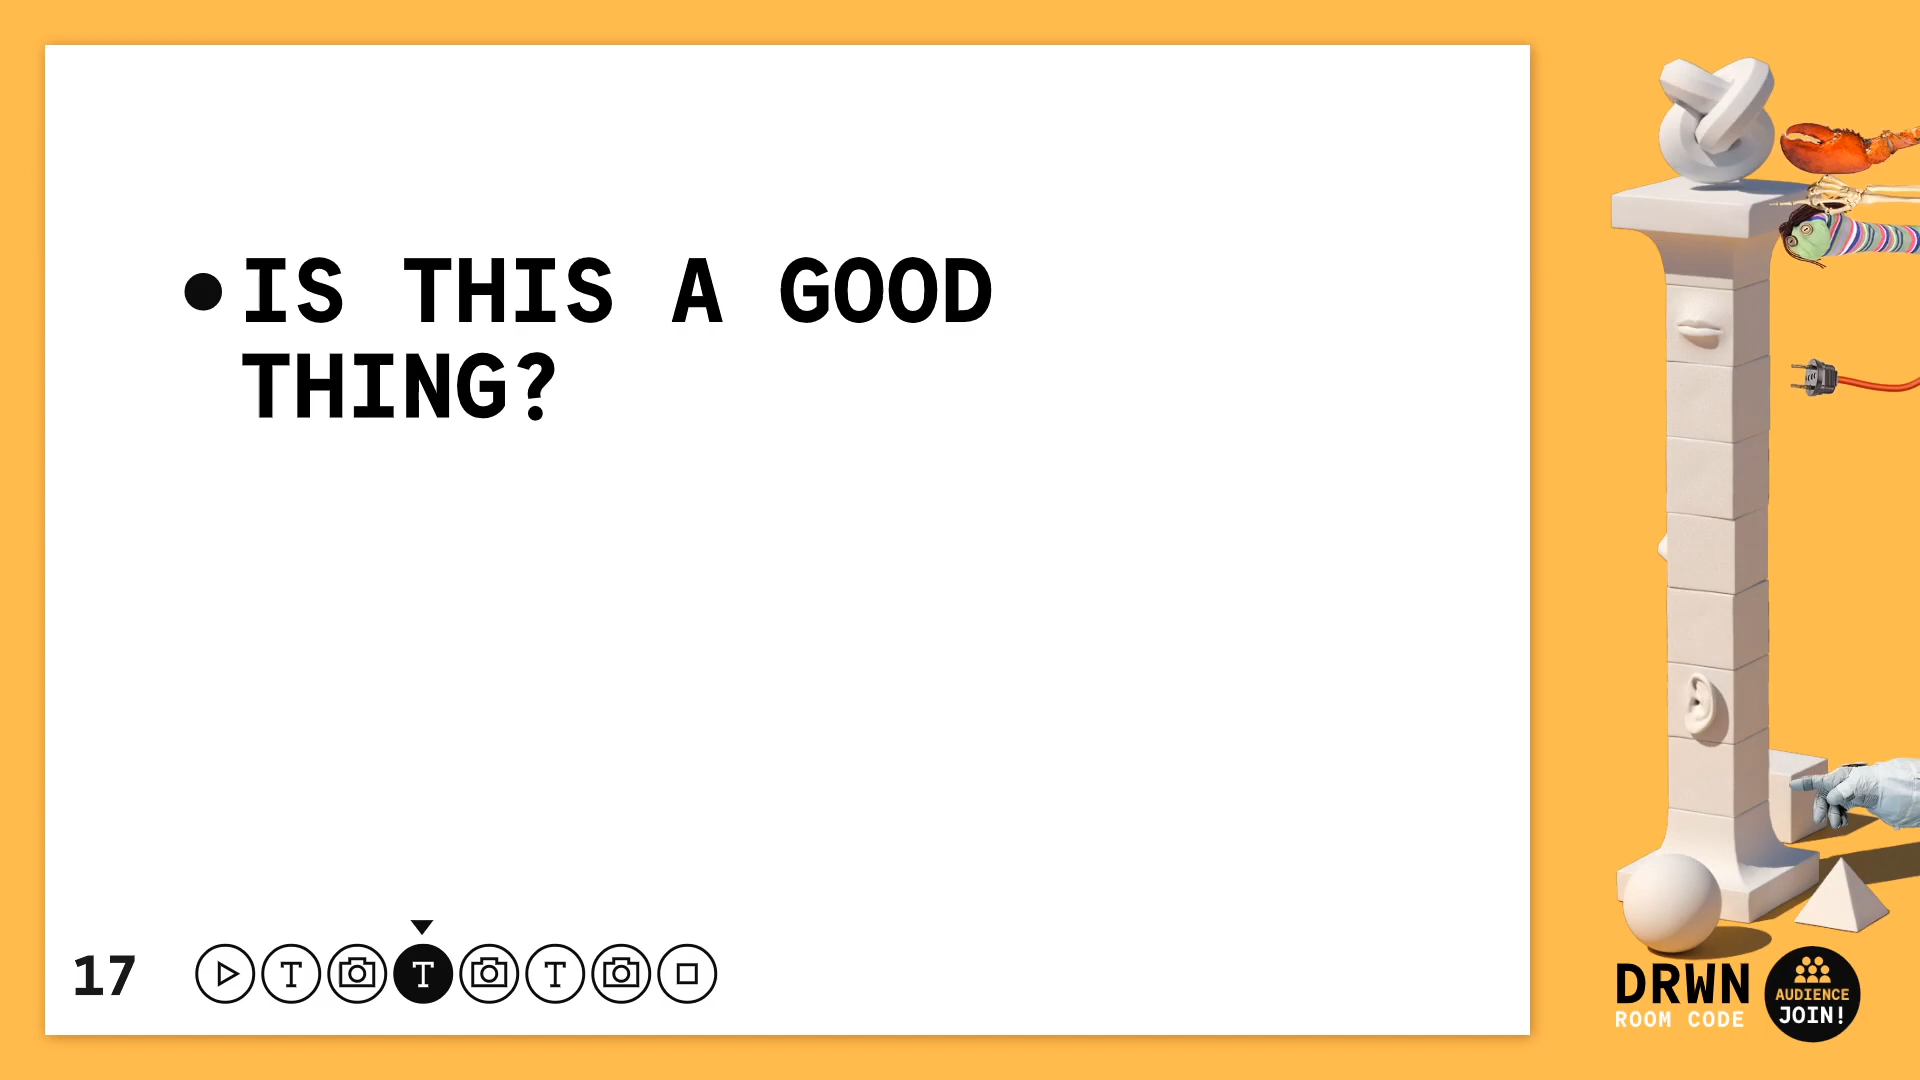 ● IS THIS A GOOD
THING?
17
T
T
T
DRWN
ROOM CODE
AUDIENCE
JOIN!